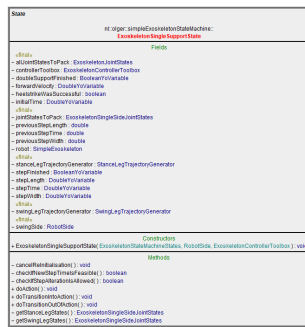 State
nl::olger::simpleExoskeletonStateMachine::
ExoskeletonSingleSupportState
Fields
«final»
– allJointStatesToPack : ExoskeletonJointStates
– controllerToolbox : ExoskeletonControllerToolbox
– doubleSupportFinished : BooleanYoVariable
– forwardVelocity : DoubleYoVariable
– heelstrikeWasSuccessful : boolean
– initialTime : DoubleYoVariable
«final»
– jointStatesToPack : ExoskeletonSingleSideJointStates
– previousStepLength : double
– previousStepTime : double
– previousStepWidth : double
– robot : SimpleExoskeleton
«final»
– stanceLegTrajectoryGenerator : StanceLegTrajectoryGenerator
– stepFinished : BooleanYoVariable
– stepLength : DoubleYoVariable
– stepTime : DoubleYoVariable
– stepWidth : DoubleYoVariable
«final»
– swingLegTrajectoryGenerator : SwingLegTrajectoryGenerator
«final»
– swingSide : RobotSide
Constructors
+ ExoskeletonSingleSupportState( ExoskeletonStateMachineStates, RobotSide, ExoskeletonControllerToolbox ) : void
Methods
– cancelReInitialisation( ) : void
– checkIfNewStepTimeIsFeasible( ) : boolean
– checkIfStepAlterationIsAllowed( ) : boolean
+ doAction( ) : void
+ doTransitionIntoAction( ) : void
+ doTransitionOutOfAction( ) : void
– getStanceLegStates( ) : ExoskeletonSingleSideJointStates
– getSwingLegStates( ) : ExoskeletonSingleSideJointStates